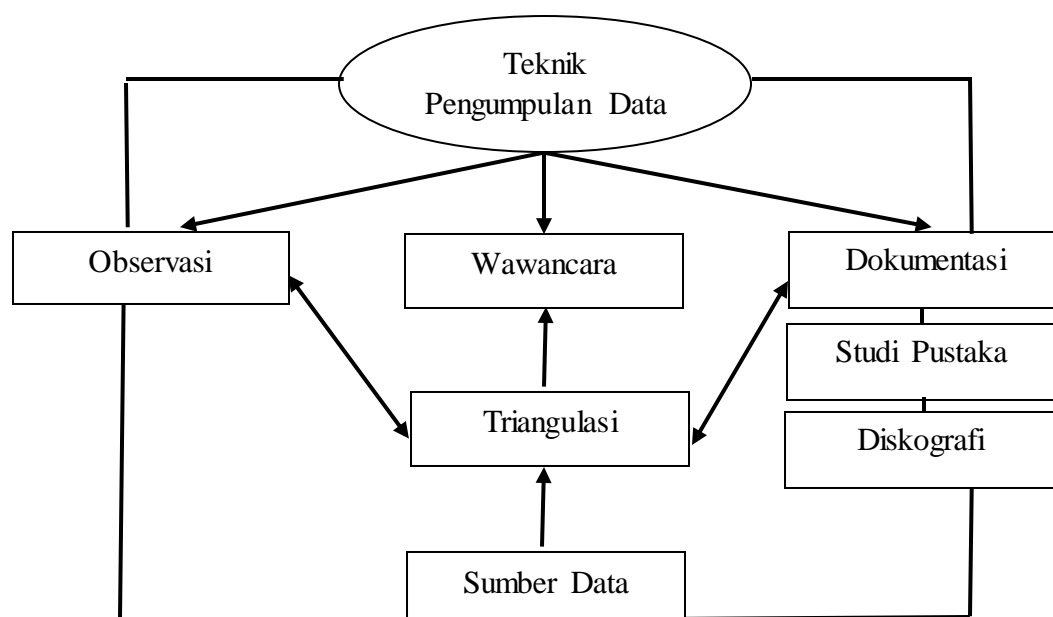 Teknik
Pengumpulan Data
Observasi
Wawancara
Dokumentasi
Studi Pustaka
Triangulasi
Diskografi
Sumber Data